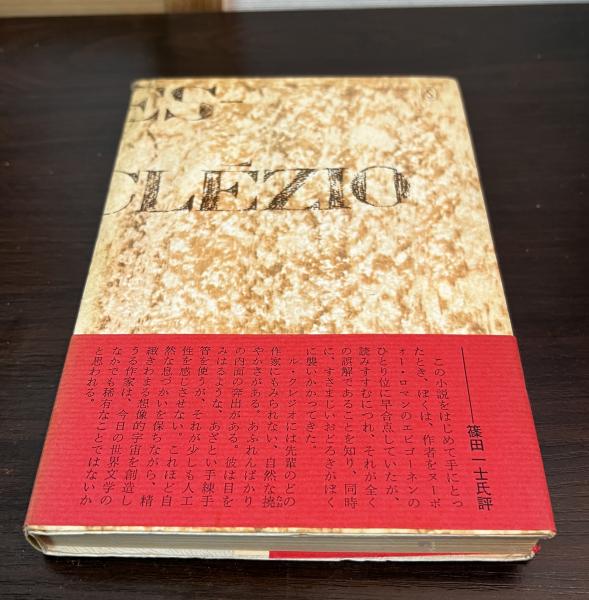 ES-
CLÉZIO
――篠田一士氏評
この小説をはじめて手にとっ
たとき、ぼくは、作者をヌーボ
ォー・ロマンのエピゴーネンの
ひとり位に早合点していたが、
読みすすむにつれ、それが全く
の誤解であることを知り、同時
に、すさまじいおどろきがぼく
に襲いかかってきた。
ル・クレジオには先輩のどの
作家にもみられない、自然な撓
やかさがある。あふれんばかり
の内面の奔出がある。彼は目を
みはるような、あざとい手練手
管を使うが、それが少しも人工
性を感じさせない。これほど自
然な息づかいを保ちながら、精
緻きわまる想像的宇宙を創造し
うる作家は、今日の世界文学の
なかでも稀有なことではないか
と思われる。